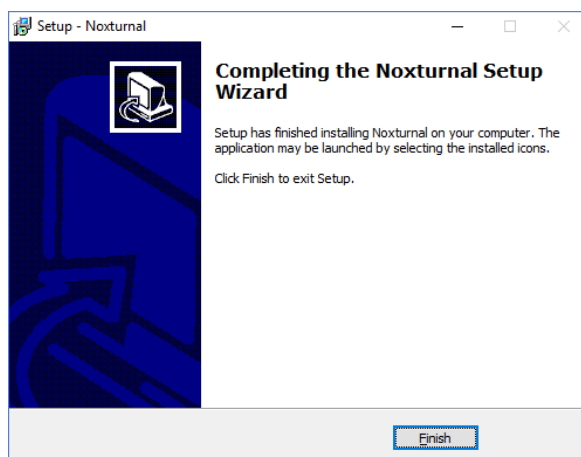 Setup - Noxturnal
Completing the Noxturnal Setup
Wizard
Setup has finished installing Noxturnal on your computer. The
application may be launched by selecting the installed icons.
Click Finish to exit Setup.
Finish